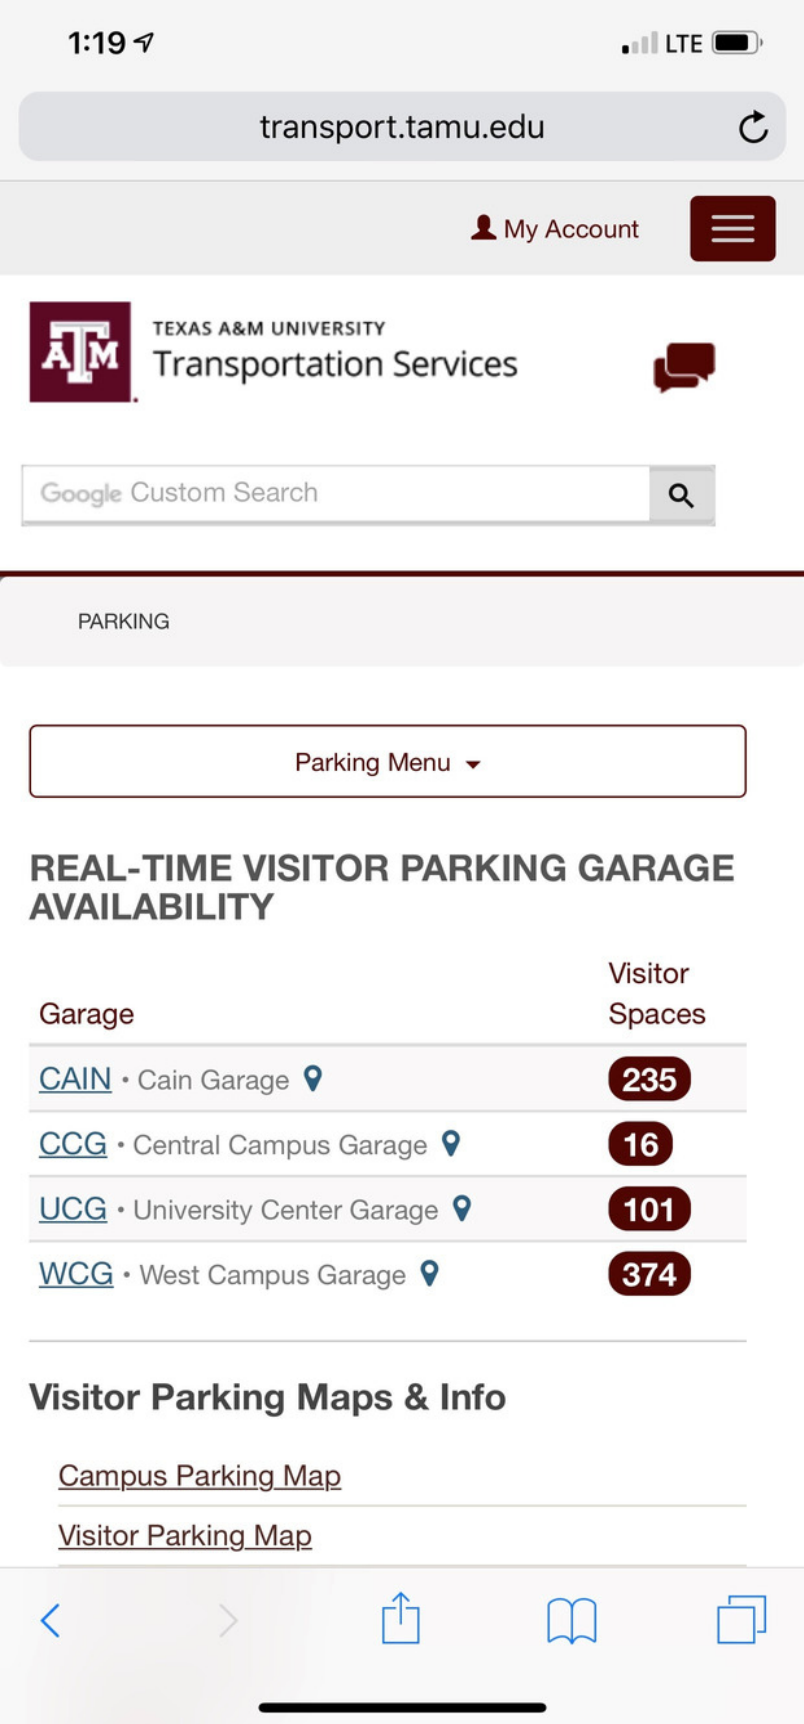 1:19
LTE
transport.tamu.edu
My Account
ATM
TEXAS A&M UNIVERSITY
Transportation Services
Google Custom Search
PARKING
Parking Menu
REAL-TIME VISITOR PARKING GARAGE
AVAILABILITY
Garage Visitor Spaces
CAIN • Cain Garage 235
CCG • Central Campus Garage 16
UCG • University Center Garage 101
WCG • West Campus Garage 374
Visitor Parking Maps & Info
Campus Parking Map
Visitor Parking Map